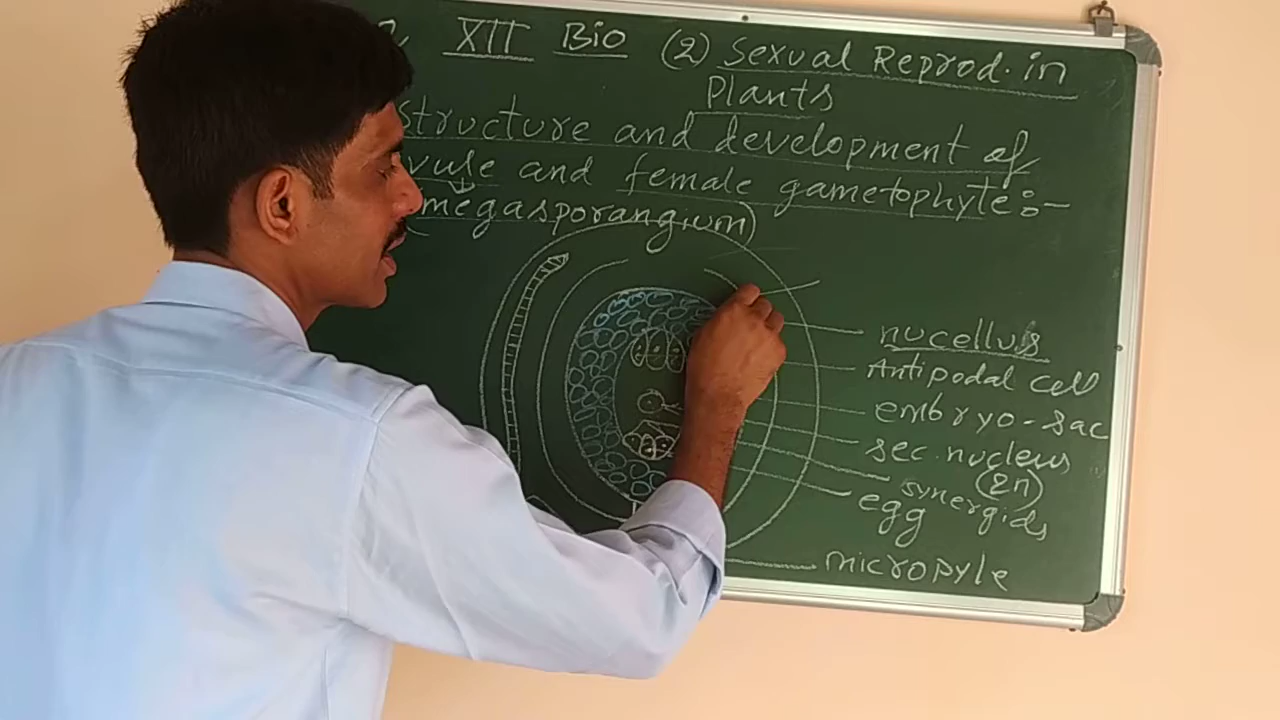 XII Bio (2) Sexual Reprod. in
Plants
structure and development of
vule and female gametophyte:-
(megasporangium)
nucellus
Antipodal cell
embryo-sac
sec. nucleus
(2n)
synergids
egg
micropyle